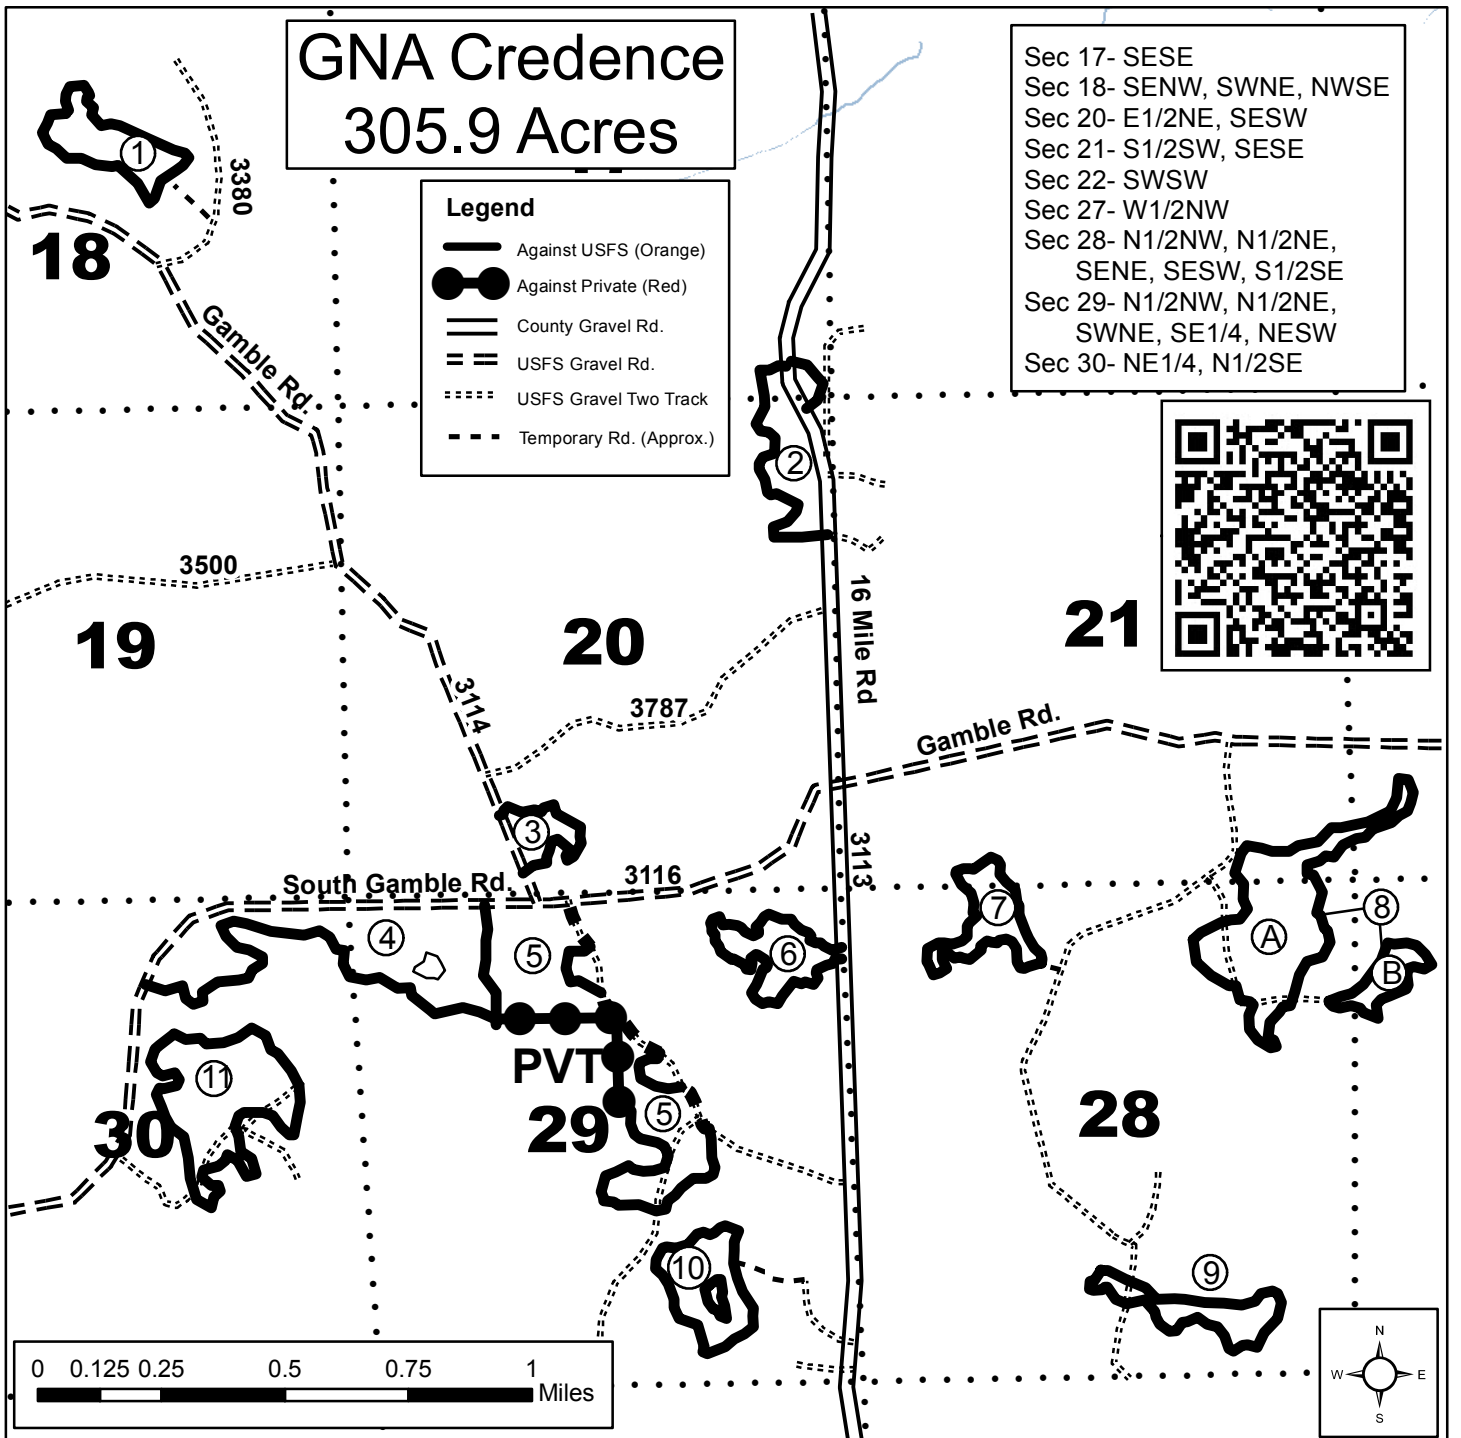 GNA Credence
305.9 Acres
Sec 17- SESE
Sec 18- SENW, SWNE, NWSE
Sec 20- E1/2NE, SESW
Sec 21- S1/2SW, SESE
Sec 22- SWSW
Sec 27- W1/2NW
Sec 28- N1/2NW, N1/2NE,
SENE, SESW, S1/2SE
Sec 29- N1/2NW, N1/2NE,
SWNE, SE1/4, NESW
Sec 30- NE1/4, N1/2SE
Legend
Against USFS (Orange)
Against Private (Red)
County Gravel Rd.
USFS Gravel Rd.
USFS Gravel Two Track
Temporary Rd. (Approx.)
1
3380
18
Gamble Rd.
2
3500
19
20
21
16 Mile Rd
3114
3787
Gamble Rd.
3
3113
South Gamble Rd.
3116
4
5
6
7
8
A
B
PVT
11
5
30
29
28
10
9
0
0.125
0.25
0.5
0.75
1
Miles
N
W
E
S